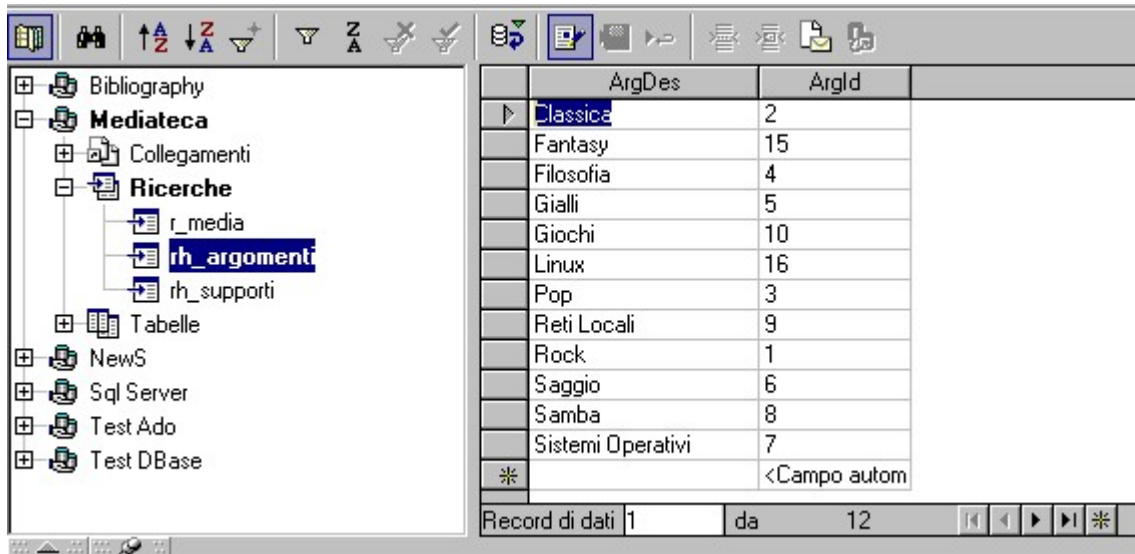 Bibliography
Mediateca
Collegamenti
Ricerche
r_media
rh_argomenti
rh_supporti
Tabelle
NewS
Sql Server
Test Ado
Test DBase
ArgDes ArgId
Classica 2
Fantasy 15
Filosofia 4
Gialli 5
Giochi 10
Linux 16
Pop 3
Reti Locali 9
Rock 1
Saggio 6
Samba 8
Sistemi Operativi 7
<Campo autom
Record di dati 1 da 12